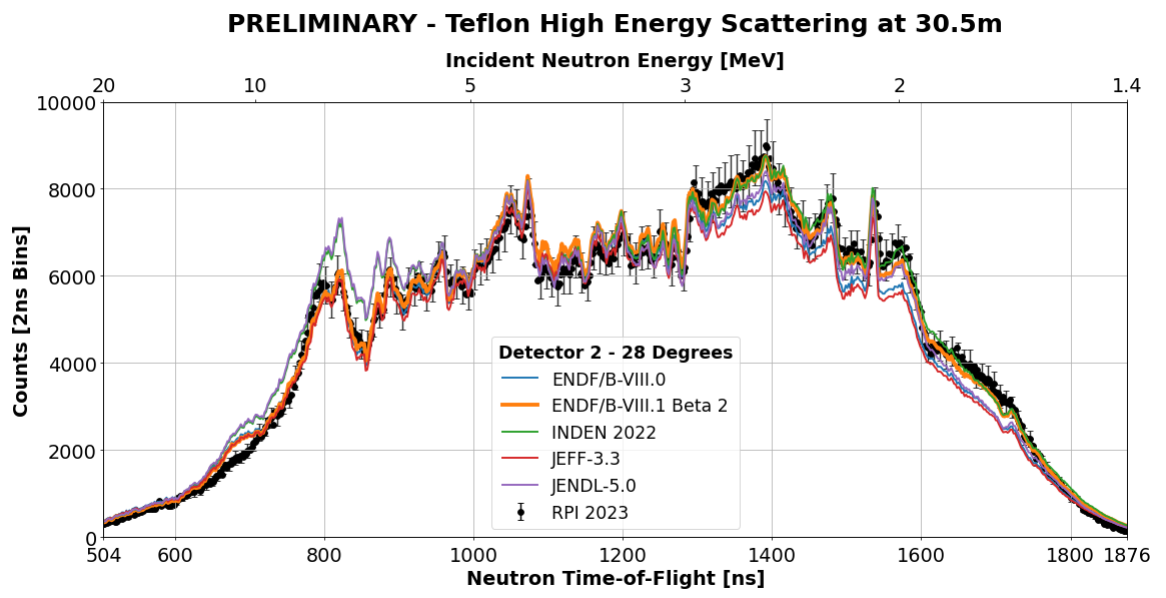 PRELIMINARY - Teflon High Energy Scattering at 30.5m
Incident Neutron Energy [MeV]
20 10 5 3 2 1.4
10000
8000
6000
4000
2000
0
Counts [2ns Bins]
Detector 2 - 28 Degrees
ENDF/B-VIII.0
ENDF/B-VIII.1 Beta 2
INDEN 2022
JEFF-3.3
JENDL-5.0
RPI 2023
504 600 800 1000 1200 1400 1600 1800 1876
Neutron Time-of-Flight [ns]